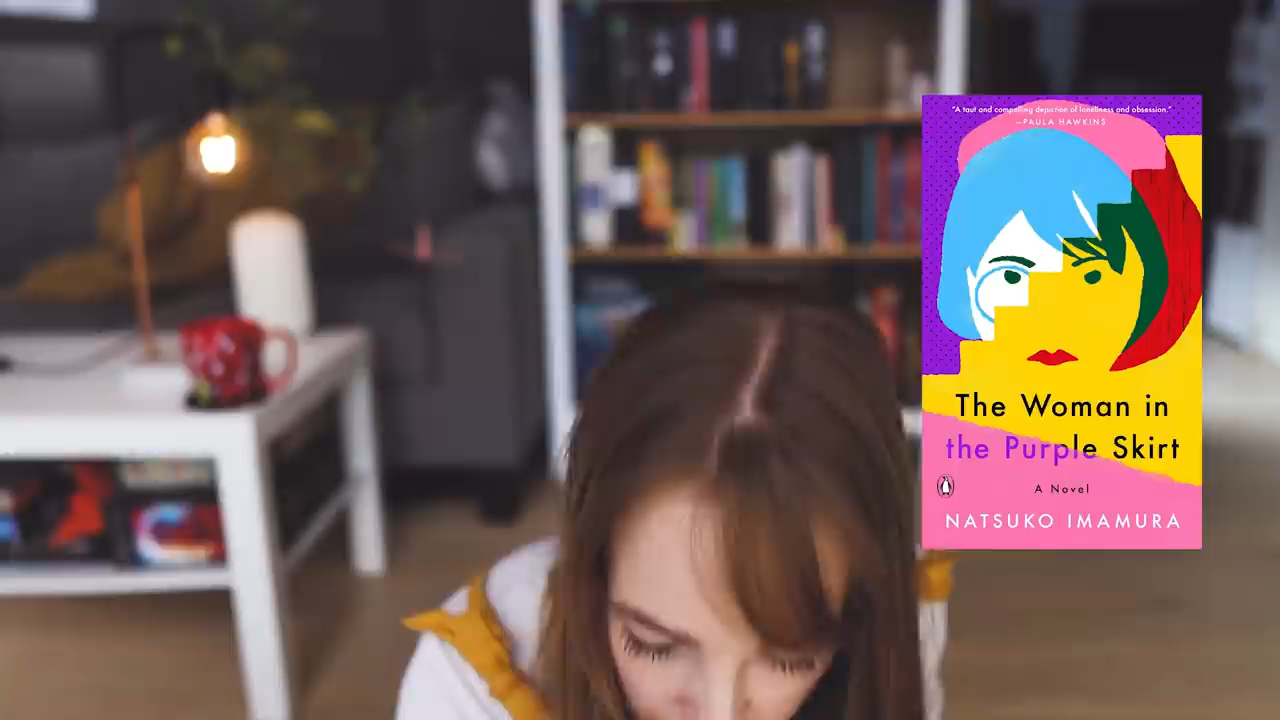 "A taut and compelling depiction of loneliness and obsession."
—PAULA HAWKINS
The Woman in
the Purple Skirt
A Novel
NATSUKO IMAMURA